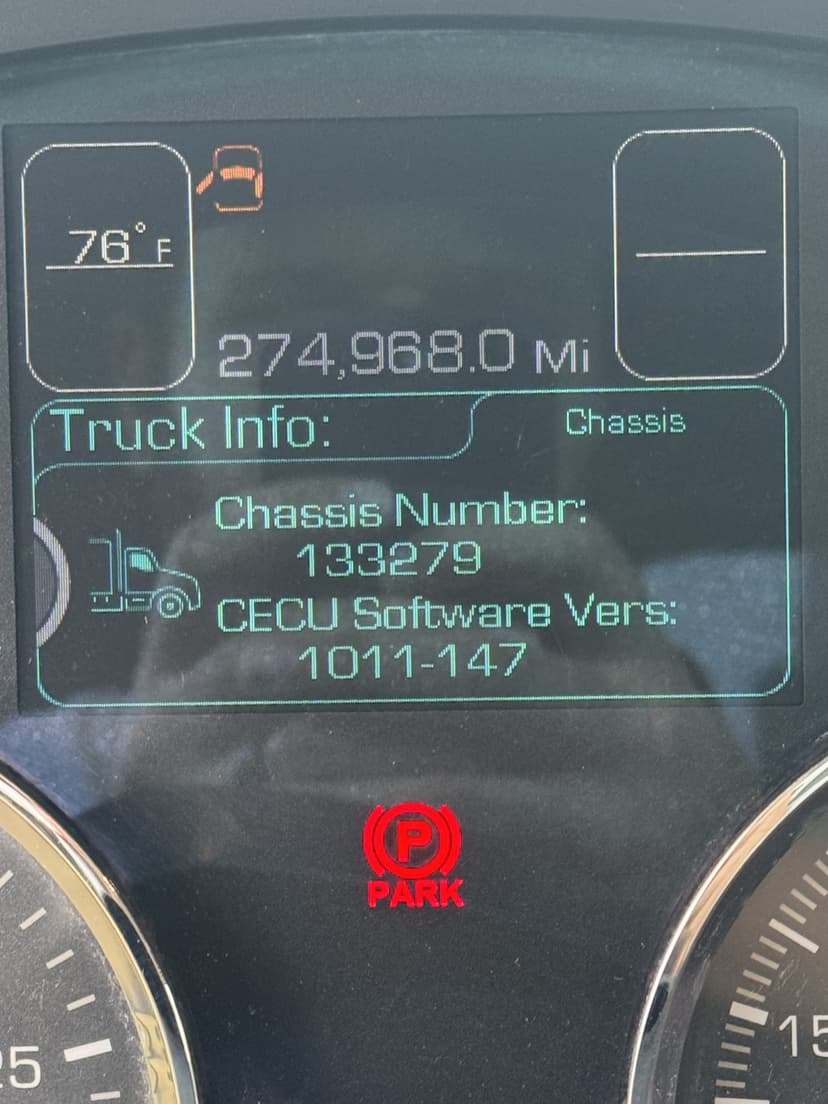 76°F
274,968.0 Mi
Truck Info:
Chassis
Chassis Number:
133279
CECU Software Vers:
1011-147
P
PARK
25
15